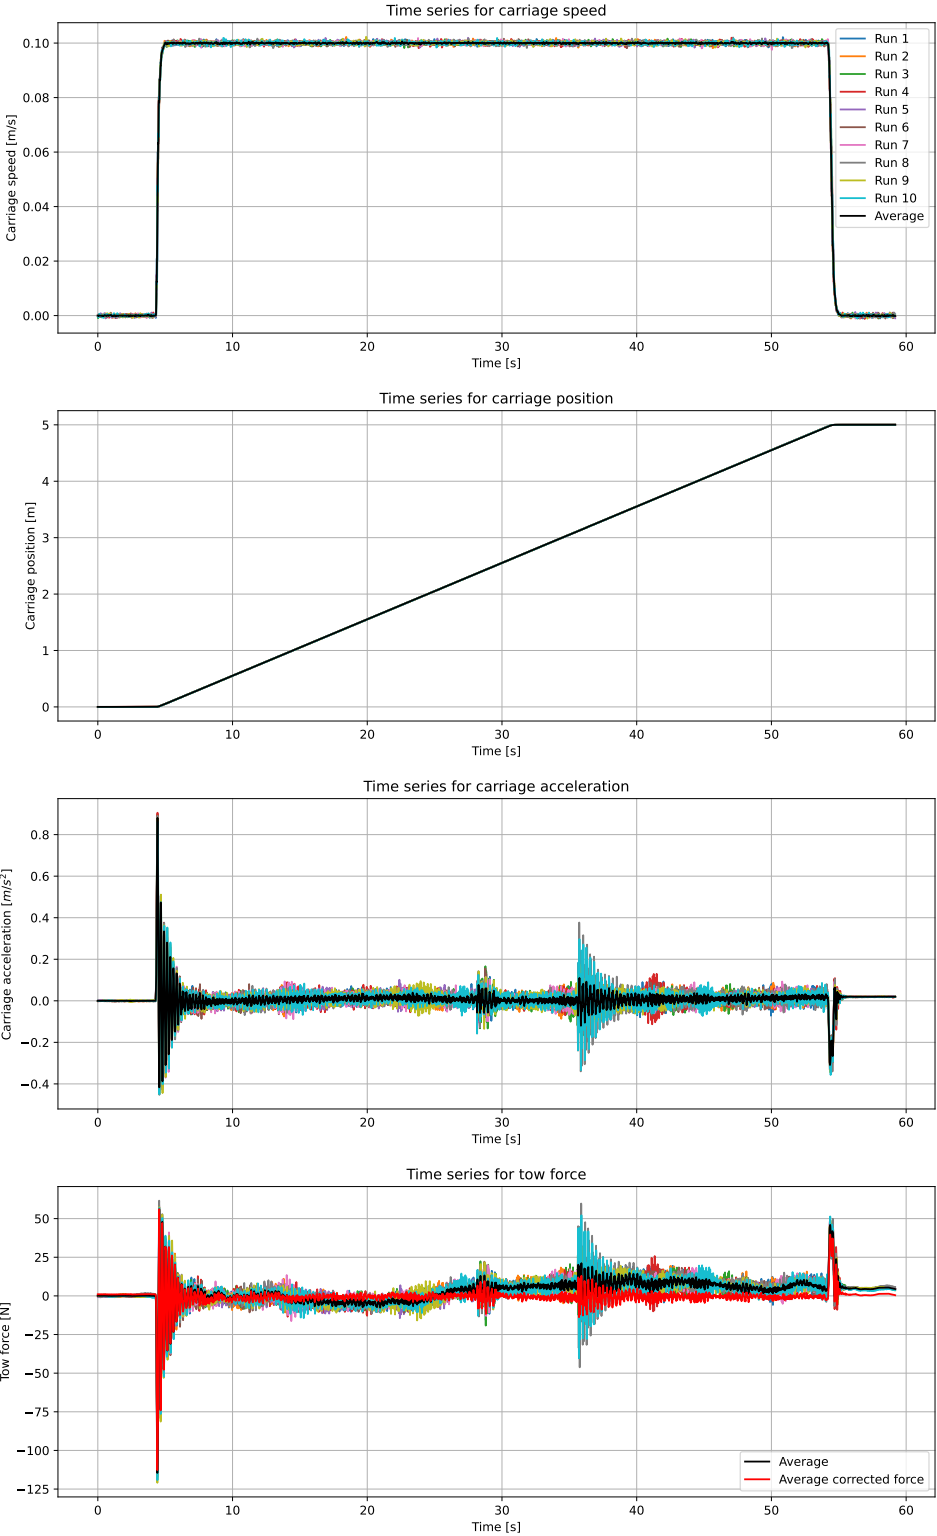 Time series for carriage speed
Carriage speed [m/s]
0.10
0.08
0.06
0.04
0.02
0.00
Run 1
Run 2
Run 3
Run 4
Run 5
Run 6
Run 7
Run 8
Run 9
Run 10
Average
0 10 20 30 40 50 60
Time [s]
Time series for carriage position
Carriage position [m]
5
4
3
2
1
0
0 10 20 30 40 50 60
Time [s]
Time series for carriage acceleration
Carriage acceleration [m/s²]
0.8
0.6
0.4
0.2
0.0
−0.2
−0.4
0 10 20 30 40 50 60
Time [s]
Time series for tow force
Tow force [N]
50
25
0
−25
−50
−75
−100
−125
Average
Average corrected force
0 10 20 30 40 50 60
Time [s]